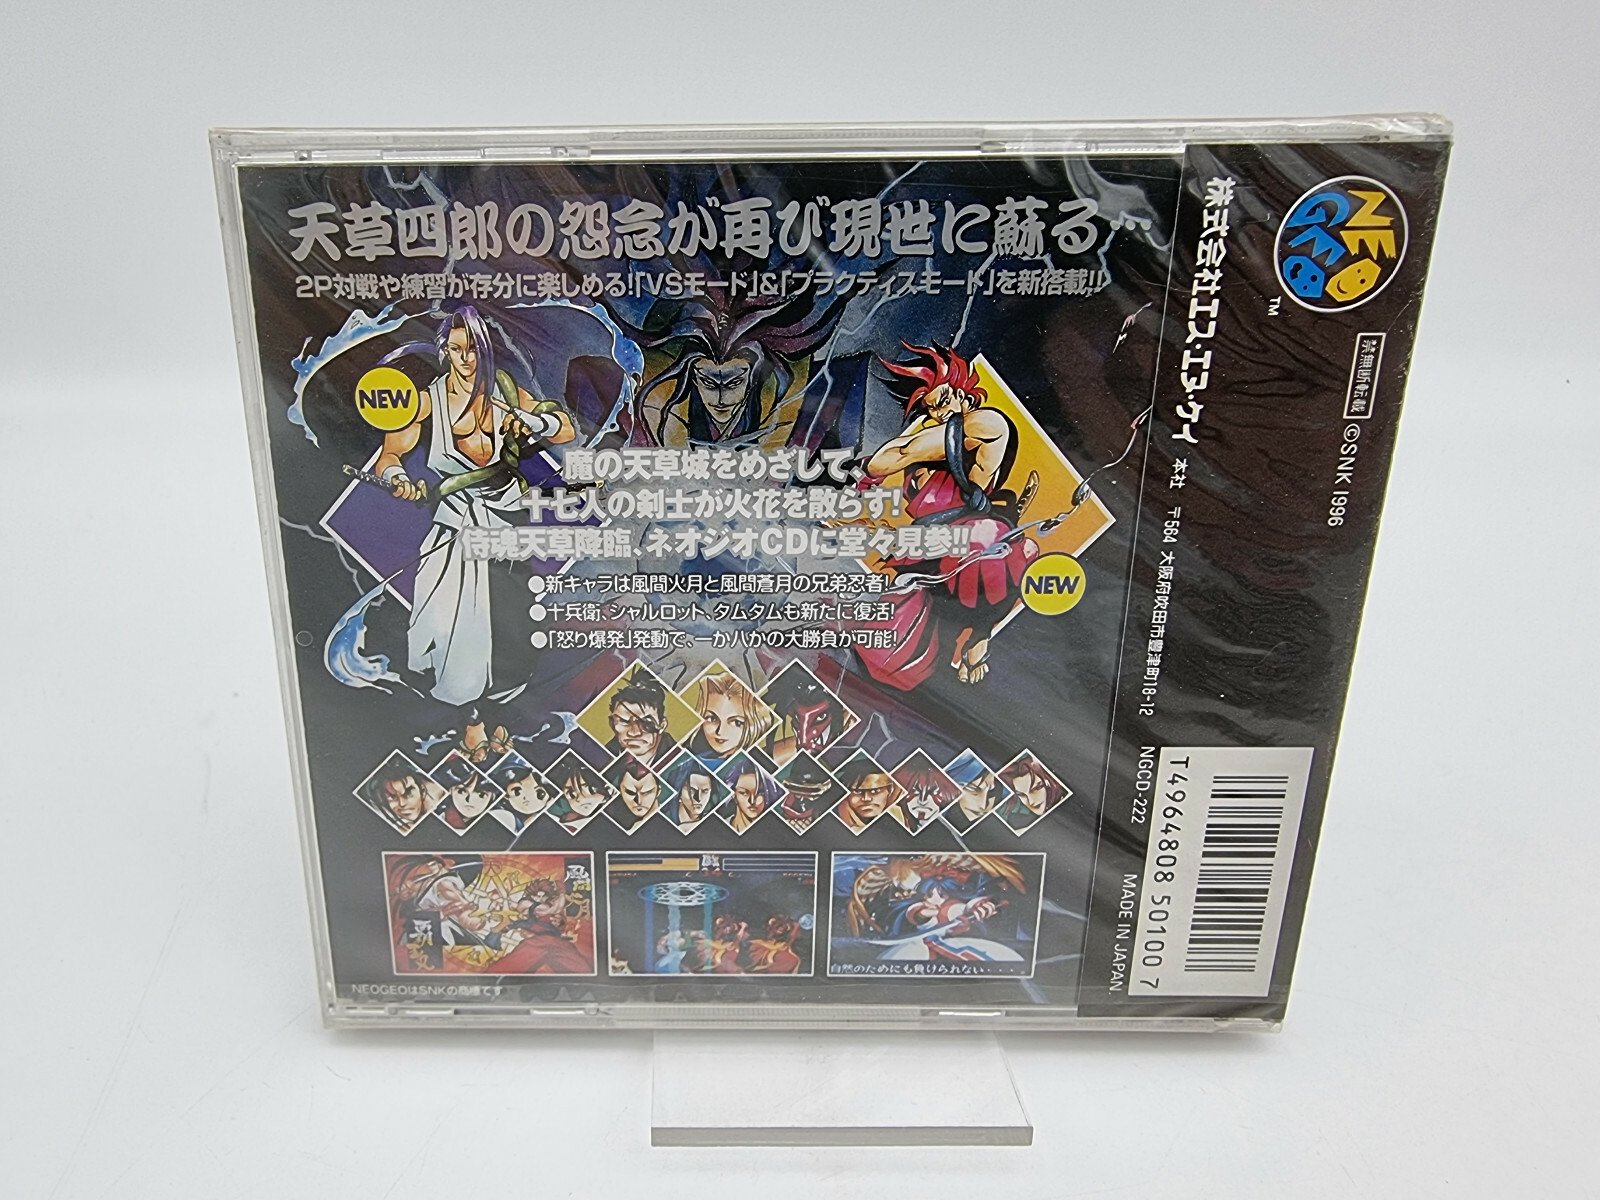 天草四郎の怨念が再び現世に蘇る…
2P対戦や練習が存分に楽しめる!「VSモード」&「プラクティスモード」を新搭載!!
NEW
魔の天草城をめざして、
十七人の剣士が火花を散らす!
侍魂天草降臨、ネオジオCDに堂々見参!!
NEW
●新キャラは風間火月と風間蒼月の兄弟忍者!
●十兵衛、シャルロット、タムタムも新たに復活!
●「怒り爆発」発動で、一か八かの大勝負が可能!
自然のためにも負けられない・・・・
NEOGEOはSNKの商標です
NEO GEO
TM
禁無断転載 ©SNK 1996
株式会社エス・エヌ・ケイ 本社 〒564 大阪府吹田市豊津町18-12 NGCD-222 MADE IN JAPAN.
T4964808 501007